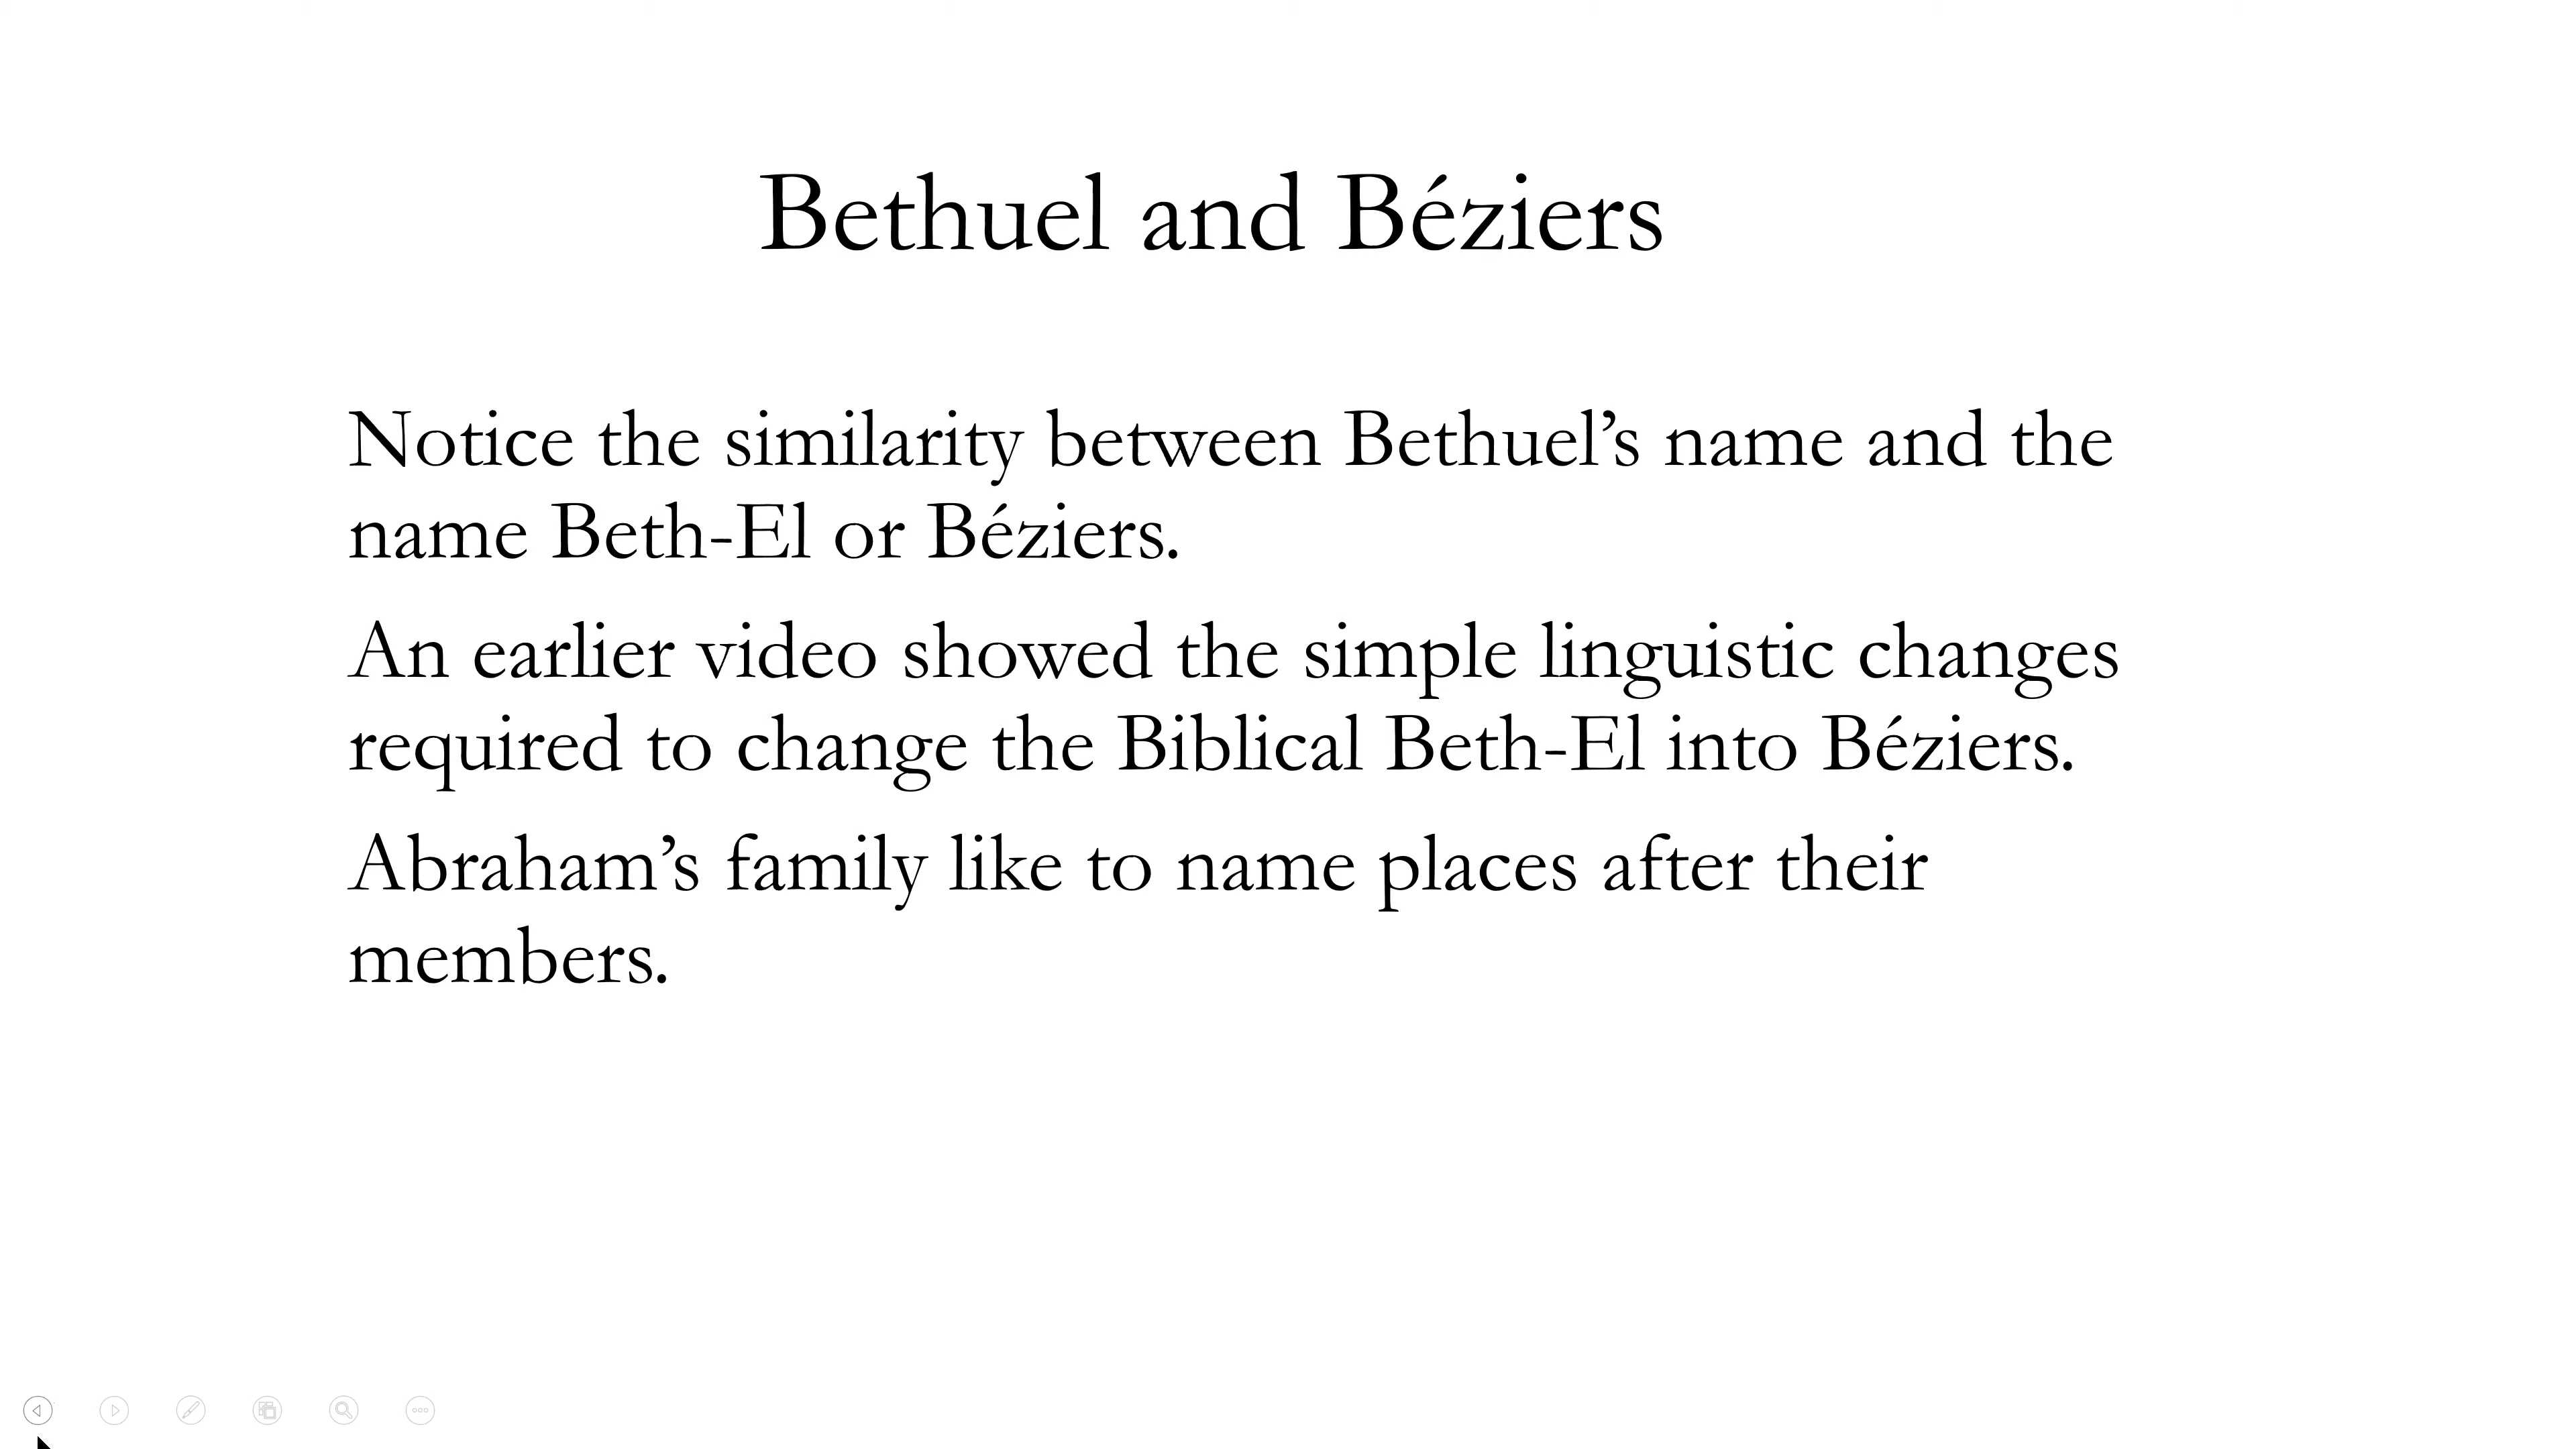 Bethuel and Béziers
Notice the similarity between Bethuel’s name and the
name Beth-El or Béziers.
An earlier video showed the simple linguistic changes
required to change the Biblical Beth-El into Béziers.
Abraham’s family like to name places after their
members.